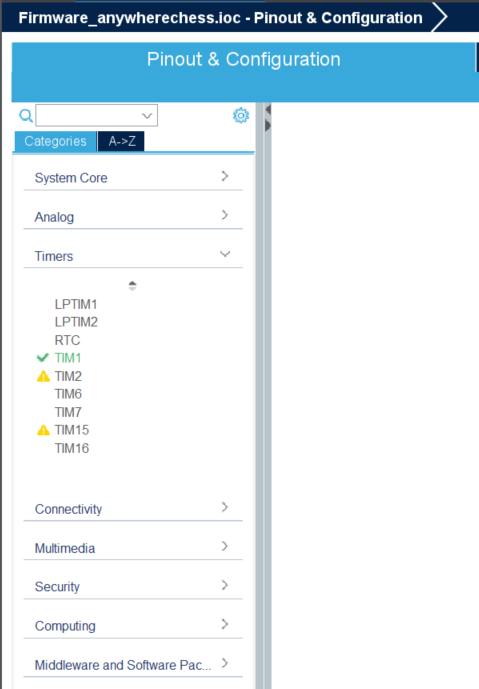 Firmware_anywherechess.ioc - Pinout & Configuration
Pinout & Configuration
Categories
A->Z
System Core
Analog
Timers
LPTIM1
LPTIM2
RTC
TIM1
TIM2
TIM6
TIM7
TIM15
TIM16
Connectivity
Multimedia
Security
Computing
Middleware and Software Pac...